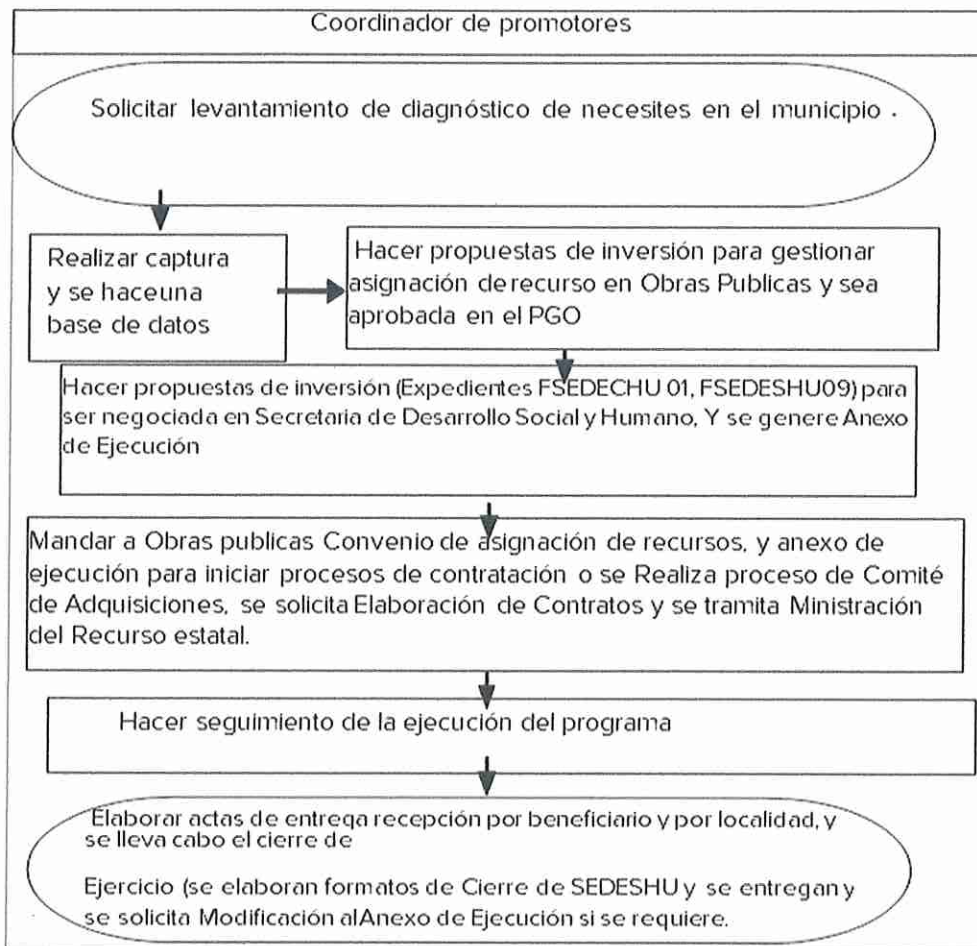 Coordinador de promotores
Solicitar levantamiento de diagnóstico de necesites en el municipio .
Realizar captura
y se haceuna
base de datos
Hacer propuestas de inversión para gestionar
asignación de recurso en Obras Publicas y sea
aprobada en el PGO
Hacer propuestas de inversión (Expedientes FSEDECHU 01, FSEDESHU09) para
ser negociada en Secretaria de Desarrollo Social y Humano, Y se genere Anexo
de Ejecución
Mandar a Obras publicas Convenio de asignación de recursos, y anexo de
ejecución para iniciar procesos de contratación o se Realiza proceso de Comité
de Adquisiciones, se solicita Elaboración de Contratos y se tramita Ministración
del Recurso estatal.
Hacer seguimiento de la ejecución del programa
Elaborar actas de entrega recepción por beneficiario y por localidad, y
se lleva cabo el cierre de
Ejercicio (se elaboran formatos de Cierre de SEDESHU y se entregan y
se solicita Modificación al Anexo de Ejecución si se requiere.